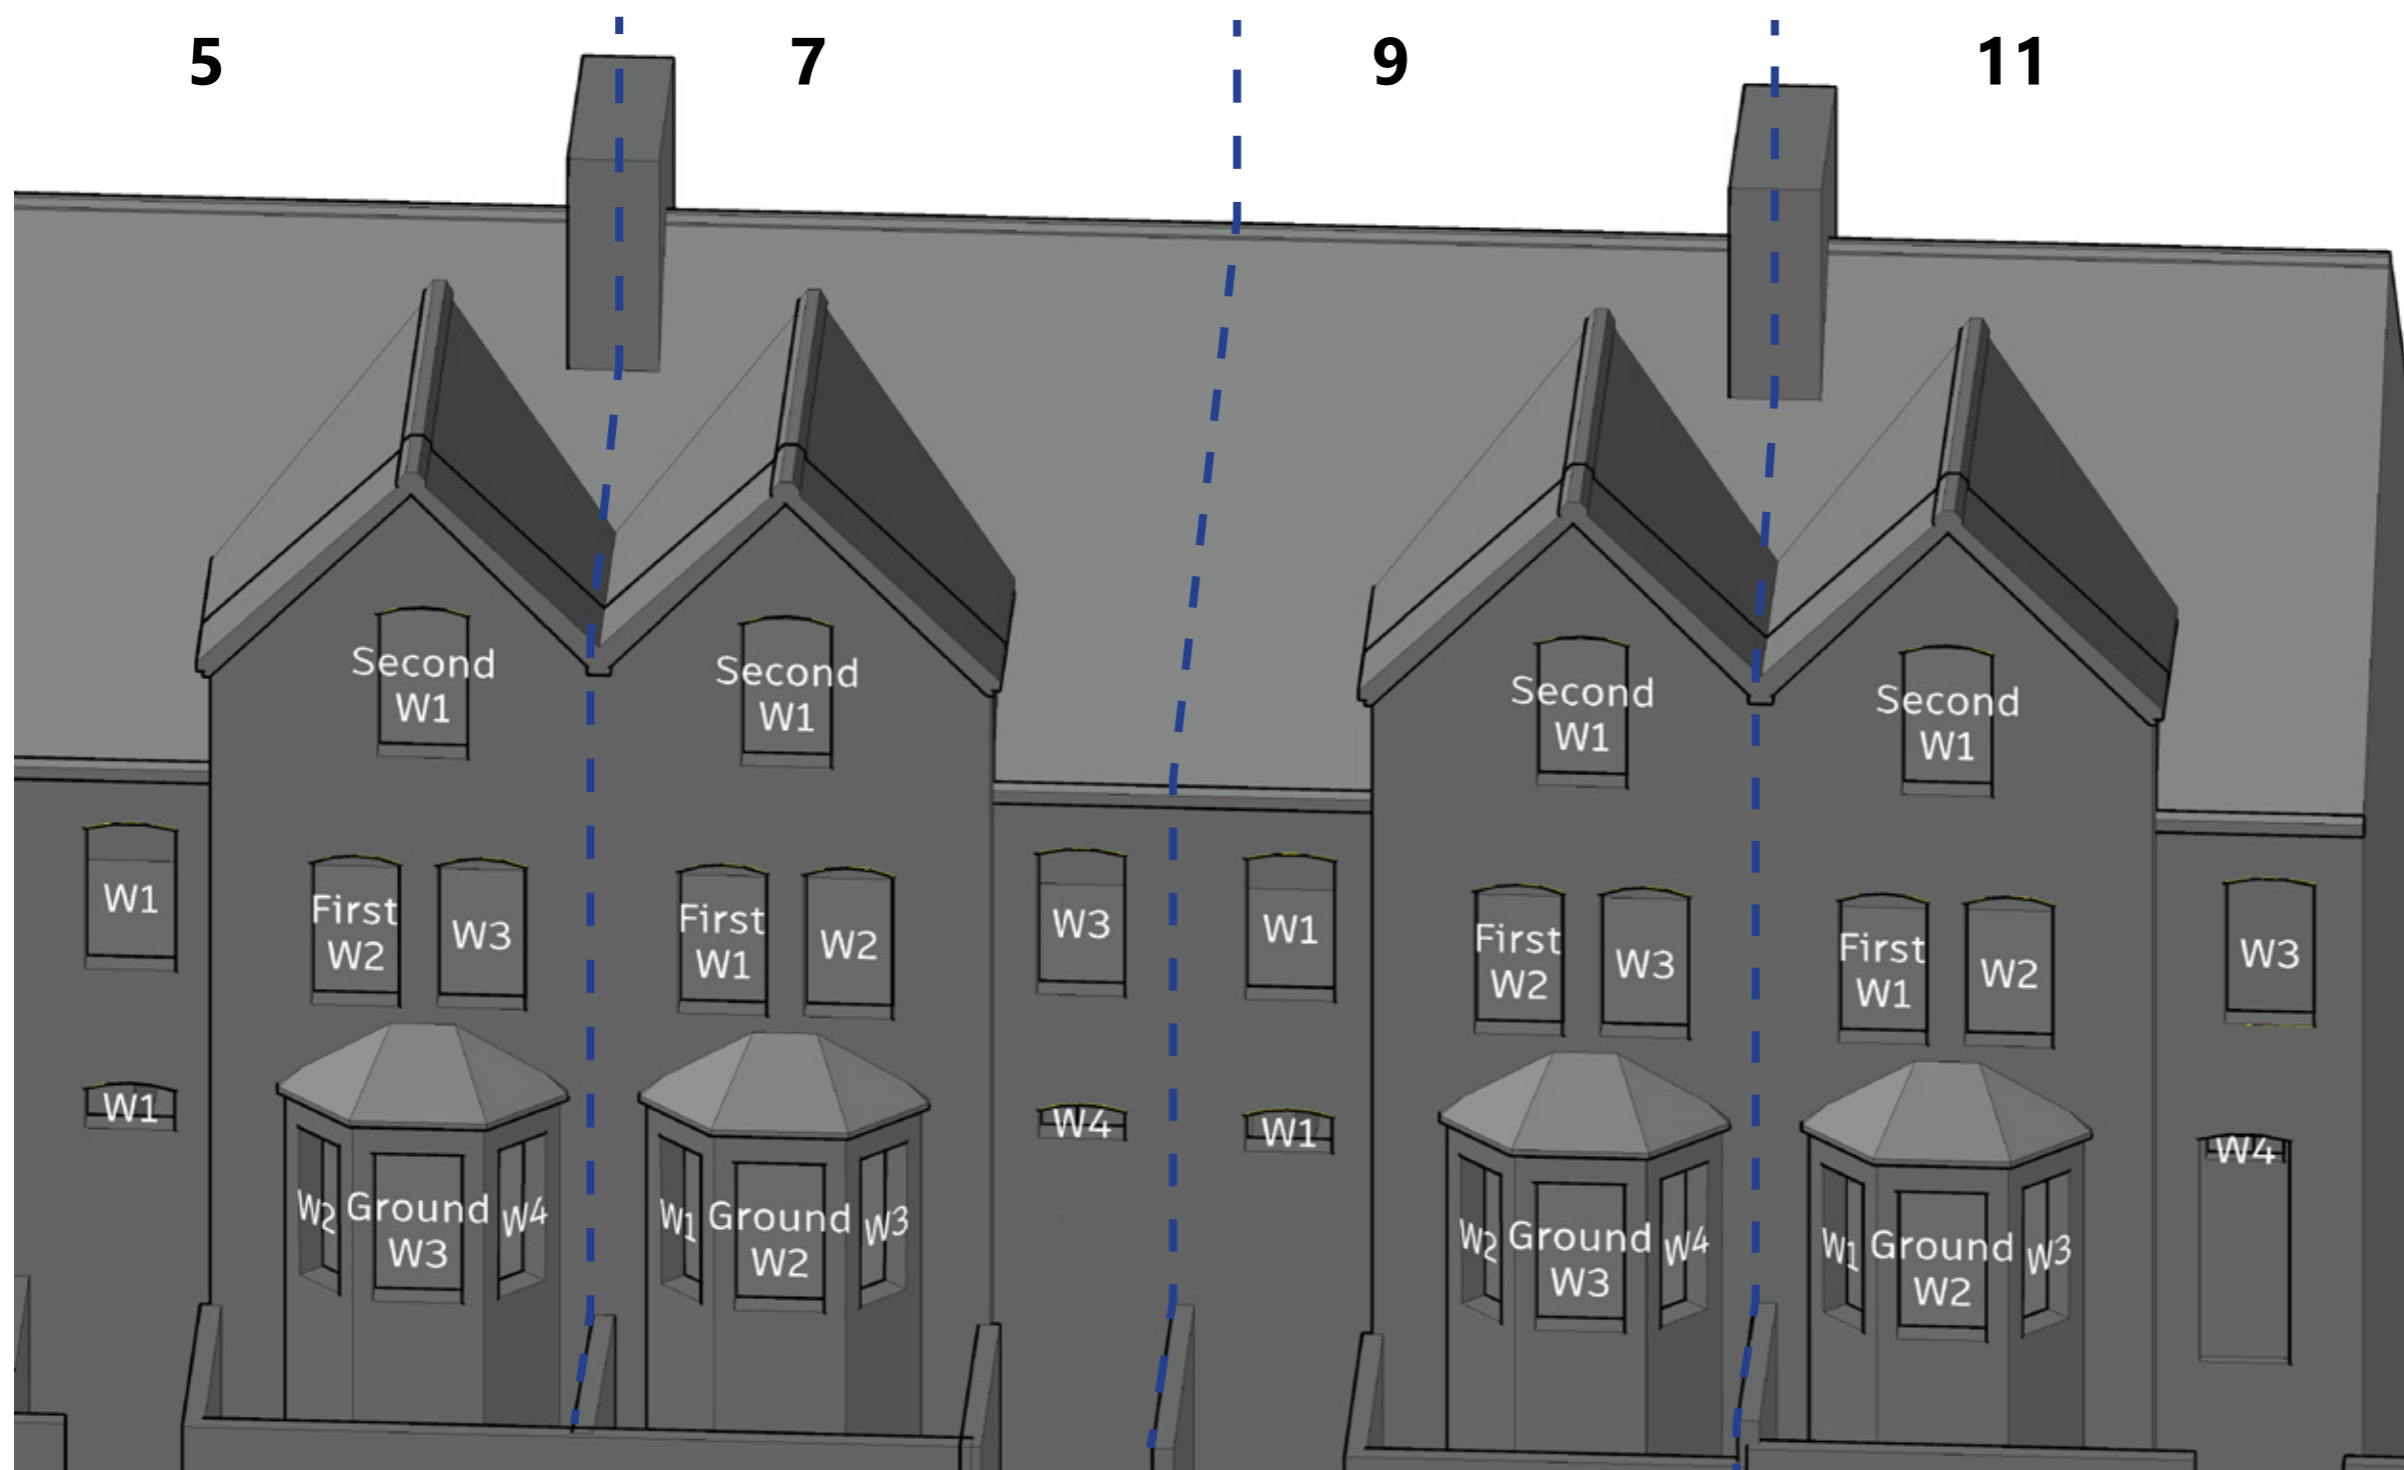 5 7 9 11
Second Second Second Second
W1 W1 W1 W1
W1 First W3 First W2 W3 W1 First W3 First W2 W3
W2 W1 W2 W1
W1 W4 W1 W4
W2 Ground W4 W1 Ground W3 W2 Ground W4 W1 Ground W3
W3 W2 W3 W2